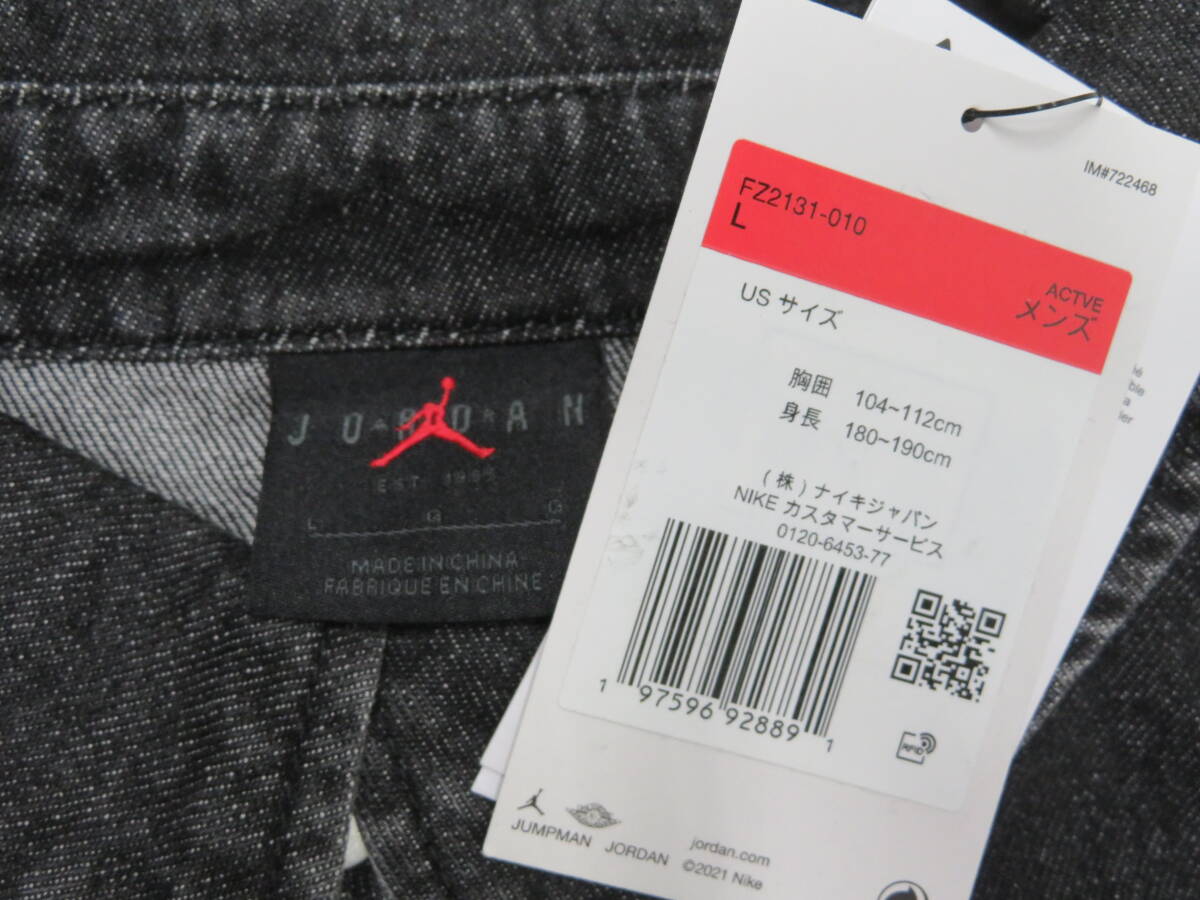 IM#722468
FZ2131-010
L
ACTVE
メンズ
US サイズ
胸囲 104~112cm
身長 180~190cm
(株)ナイキジャパン
NIKE カスタマーサービス
0120-6453-77
1 97596 92889 1
RFID
JUMPMAN JORDAN
jordan.com
©2021 Nike
JORDAN
EST. 1985
L G G
MADE IN CHINA
FABRIQUE EN CHINE